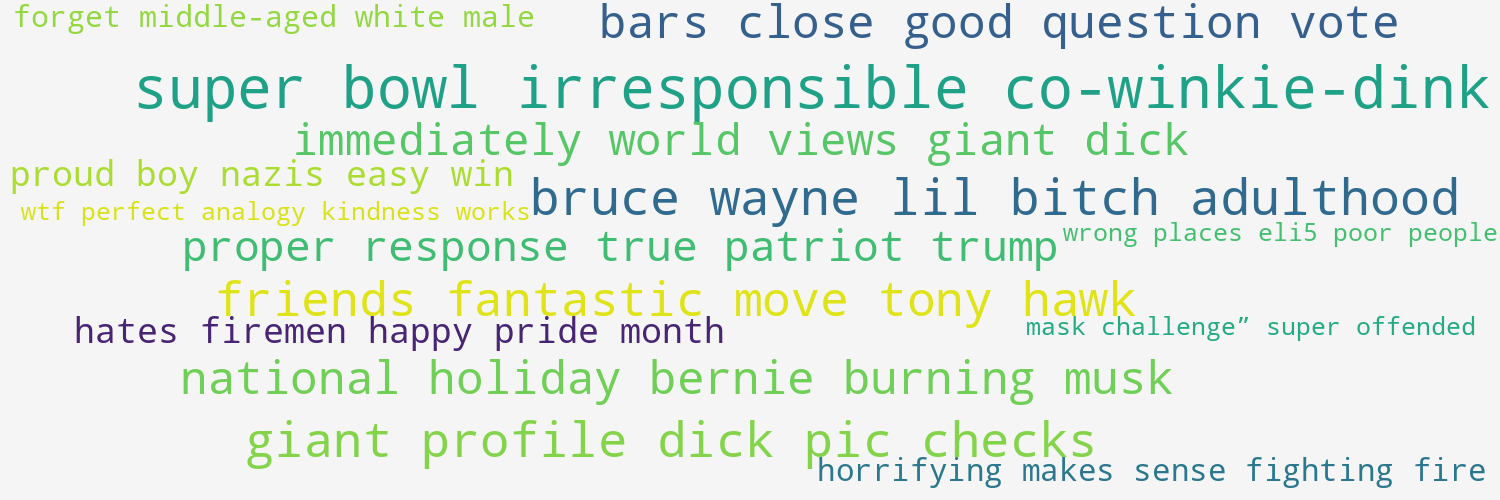 forget middle-aged white male
bars close good question vote
super bowl irresponsible co-winkie-dink
immediately world views giant dick
proud boy nazis easy win
bruce wayne lil bitch adulthood
wtf perfect analogy kindness works
wrong places eli5 poor people
proper response true patriot trump
friends fantastic move tony hawk
hates firemen happy pride month
mask challenge” super offended
national holiday bernie burning musk
giant profile dick pic checks
horrifying makes sense fighting fire